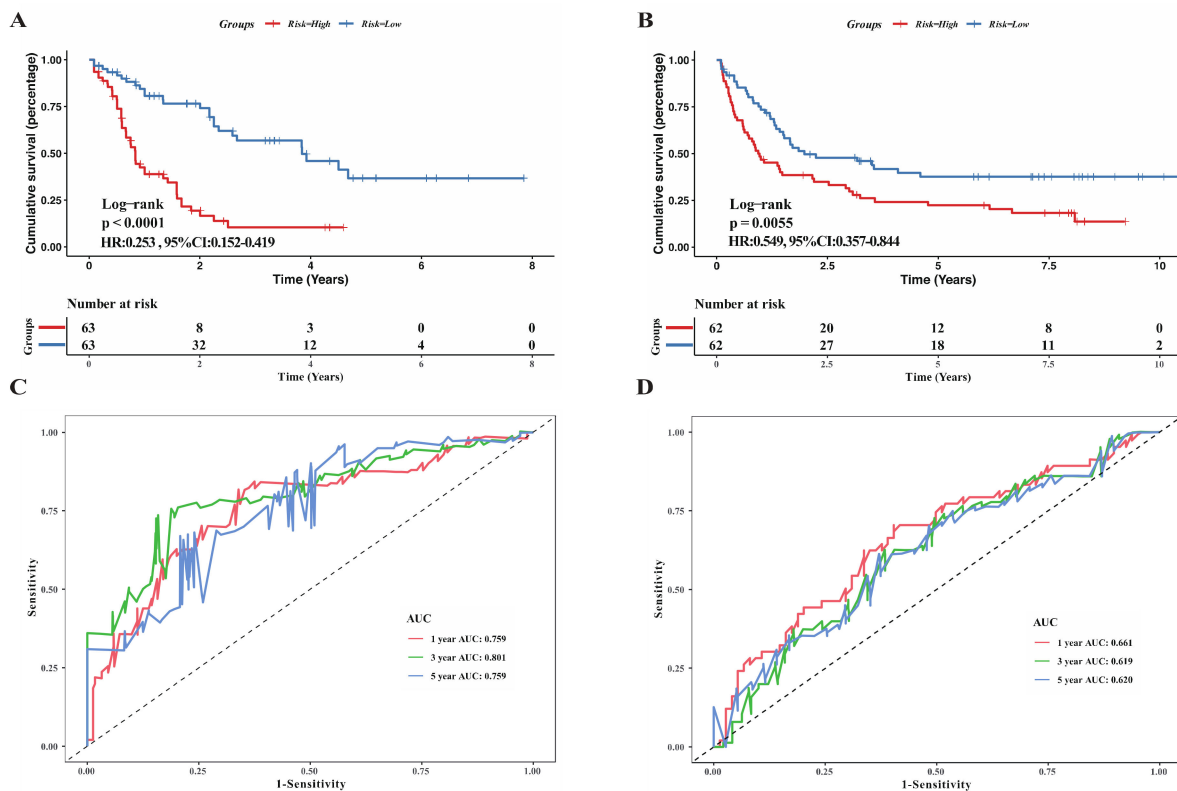 A
Groups Risk=High Risk=Low
Cumulative survival (percentage)
1.00
0.75
0.50
0.25
0.00
Log-rank
p < 0.0001
HR:0.253 , 95%CI:0.152-0.419
0 2 4 6 8
Time (Years)
Number at risk
Groups
63 8 3 0 0
63 32 12 4 0
0 2 4 6 8
Time (Years)
B
Groups Risk=High Risk=Low
Cumulative survival (percentage)
1.00
0.75
0.50
0.25
0.00
Log-rank
p = 0.0055
HR:0.549, 95%CI:0.357-0.844
0 2.5 5 7.5 10
Time (Years)
Number at risk
Groups
62 20 12 8 0
62 27 18 11 2
0 2.5 5 7.5 10
Time (Years)
C
Sensitivity
1.00
0.75
0.50
0.25
0.00
AUC
1 year AUC: 0.759
3 year AUC: 0.801
5 year AUC: 0.759
0.00 0.25 0.50 0.75 1.00
1-Sensitivity
D
Sensitivity
1.00
0.75
0.50
0.25
0.00
AUC
1 year AUC: 0.661
3 year AUC: 0.619
5 year AUC: 0.620
0.00 0.25 0.50 0.75 1.00
1-Sensitivity